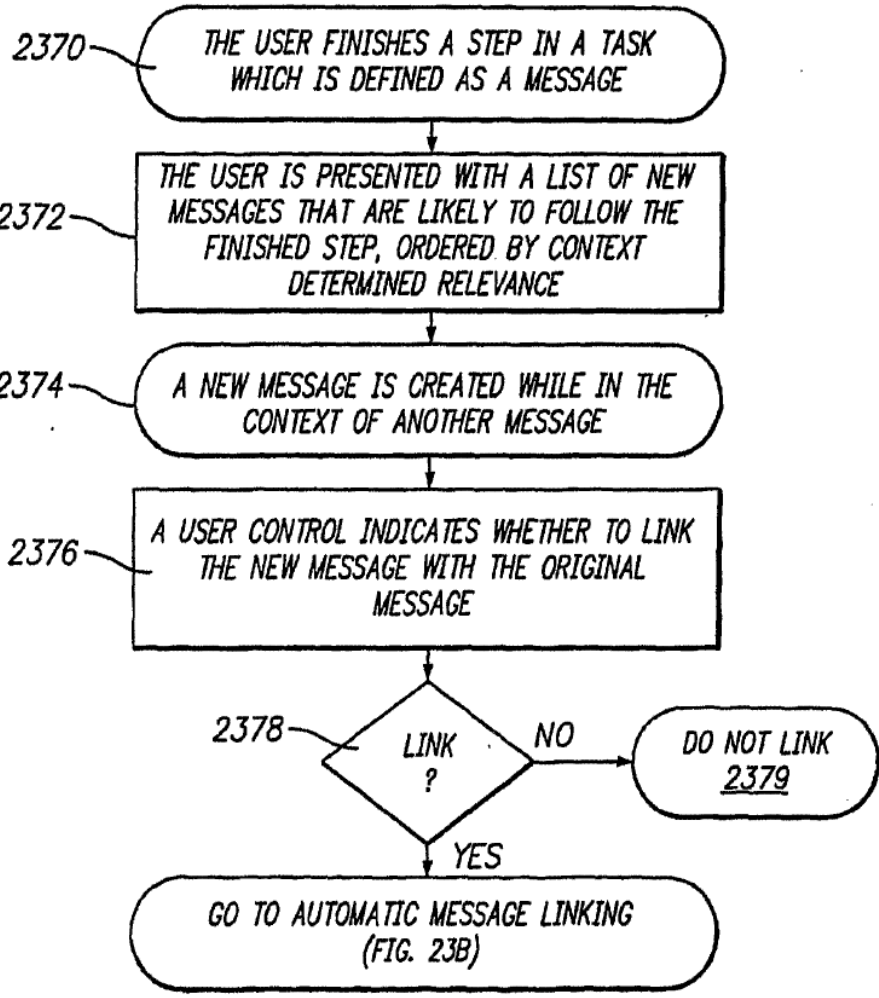 2370
THE USER FINISHES A STEP IN A TASK
WHICH IS DEFINED AS A MESSAGE
2372
THE USER IS PRESENTED WITH A LIST OF NEW
MESSAGES THAT ARE LIKELY TO FOLLOW THE
FINISHED STEP, ORDERED BY CONTEXT
DETERMINED RELEVANCE
2374
A NEW MESSAGE IS CREATED WHILE IN THE
CONTEXT OF ANOTHER MESSAGE
2376
A USER CONTROL INDICATES WHETHER TO LINK
THE NEW MESSAGE WITH THE ORIGINAL
MESSAGE
2378
LINK
?
NO
DO NOT LINK
2379
YES
GO TO AUTOMATIC MESSAGE LINKING
(FIG. 23B)